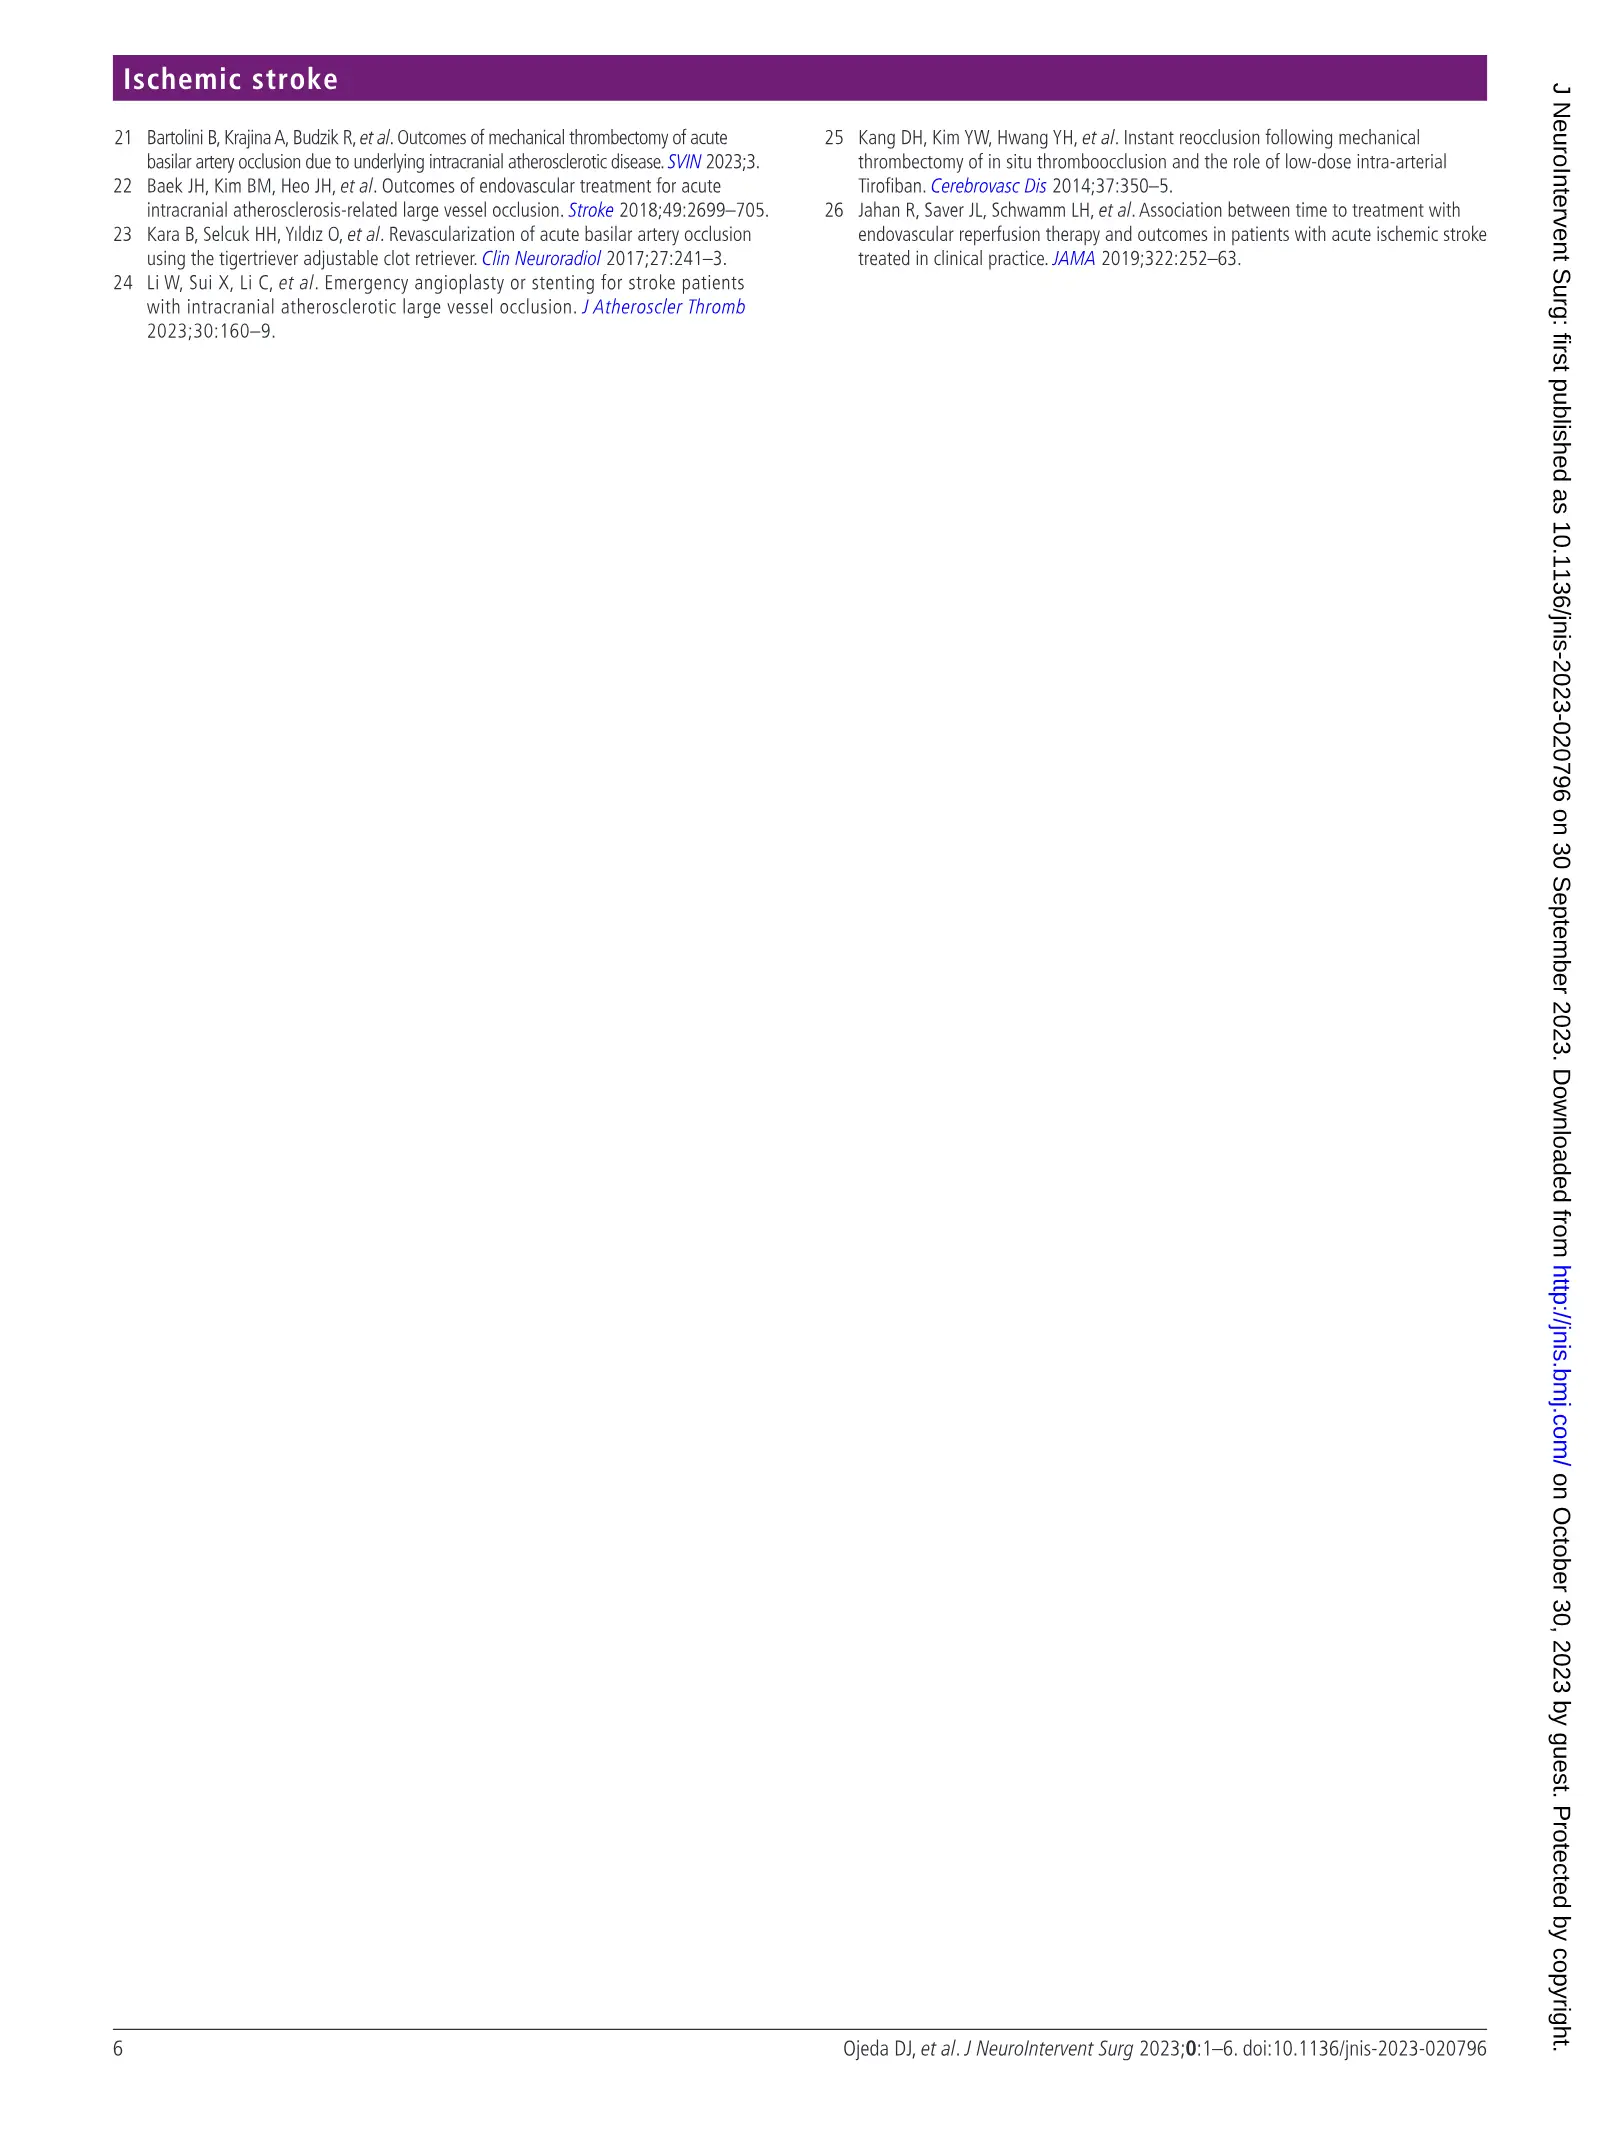 Ischemic stroke
21 Bartolini B, Krajina A, Budzik R, et al. Outcomes of mechanical thrombectomy of acute
basilar artery occlusion due to underlying intracranial atherosclerotic disease. SVIN 2023;3.
22 Baek JH, Kim BM, Heo JH, et al. Outcomes of endovascular treatment for acute
intracranial atherosclerosis-related large vessel occlusion. Stroke 2018;49:2699–705.
23 Kara B, Selcuk HH, Yıldız O, et al. Revascularization of acute basilar artery occlusion
using the tigertriever adjustable clot retriever. Clin Neuroradiol 2017;27:241–3.
24 Li W, Sui X, Li C, et al. Emergency angioplasty or stenting for stroke patients
with intracranial atherosclerotic large vessel occlusion. J Atheroscler Thromb
2023;30:160–9.
25 Kang DH, Kim YW, Hwang YH, et al. Instant reocclusion following mechanical
thrombectomy of in situ thromboocclusion and the role of low-dose intra-arterial
Tirofiban. Cerebrovasc Dis 2014;37:350–5.
26 Jahan R, Saver JL, Schwamm LH, et al. Association between time to treatment with
endovascular reperfusion therapy and outcomes in patients with acute ischemic stroke
treated in clinical practice. JAMA 2019;322:252–63.
6
Ojeda DJ, et al. J NeuroIntervent Surg 2023;0:1–6. doi:10.1136/jnis-2023-020796
J NeuroIntervent Surg: first published as 10.1136/jnis-2023-020796 on 30 September 2023. Downloaded from http://jnis.bmj.com/ on October 30, 2023 by guest. Protected by copyright.